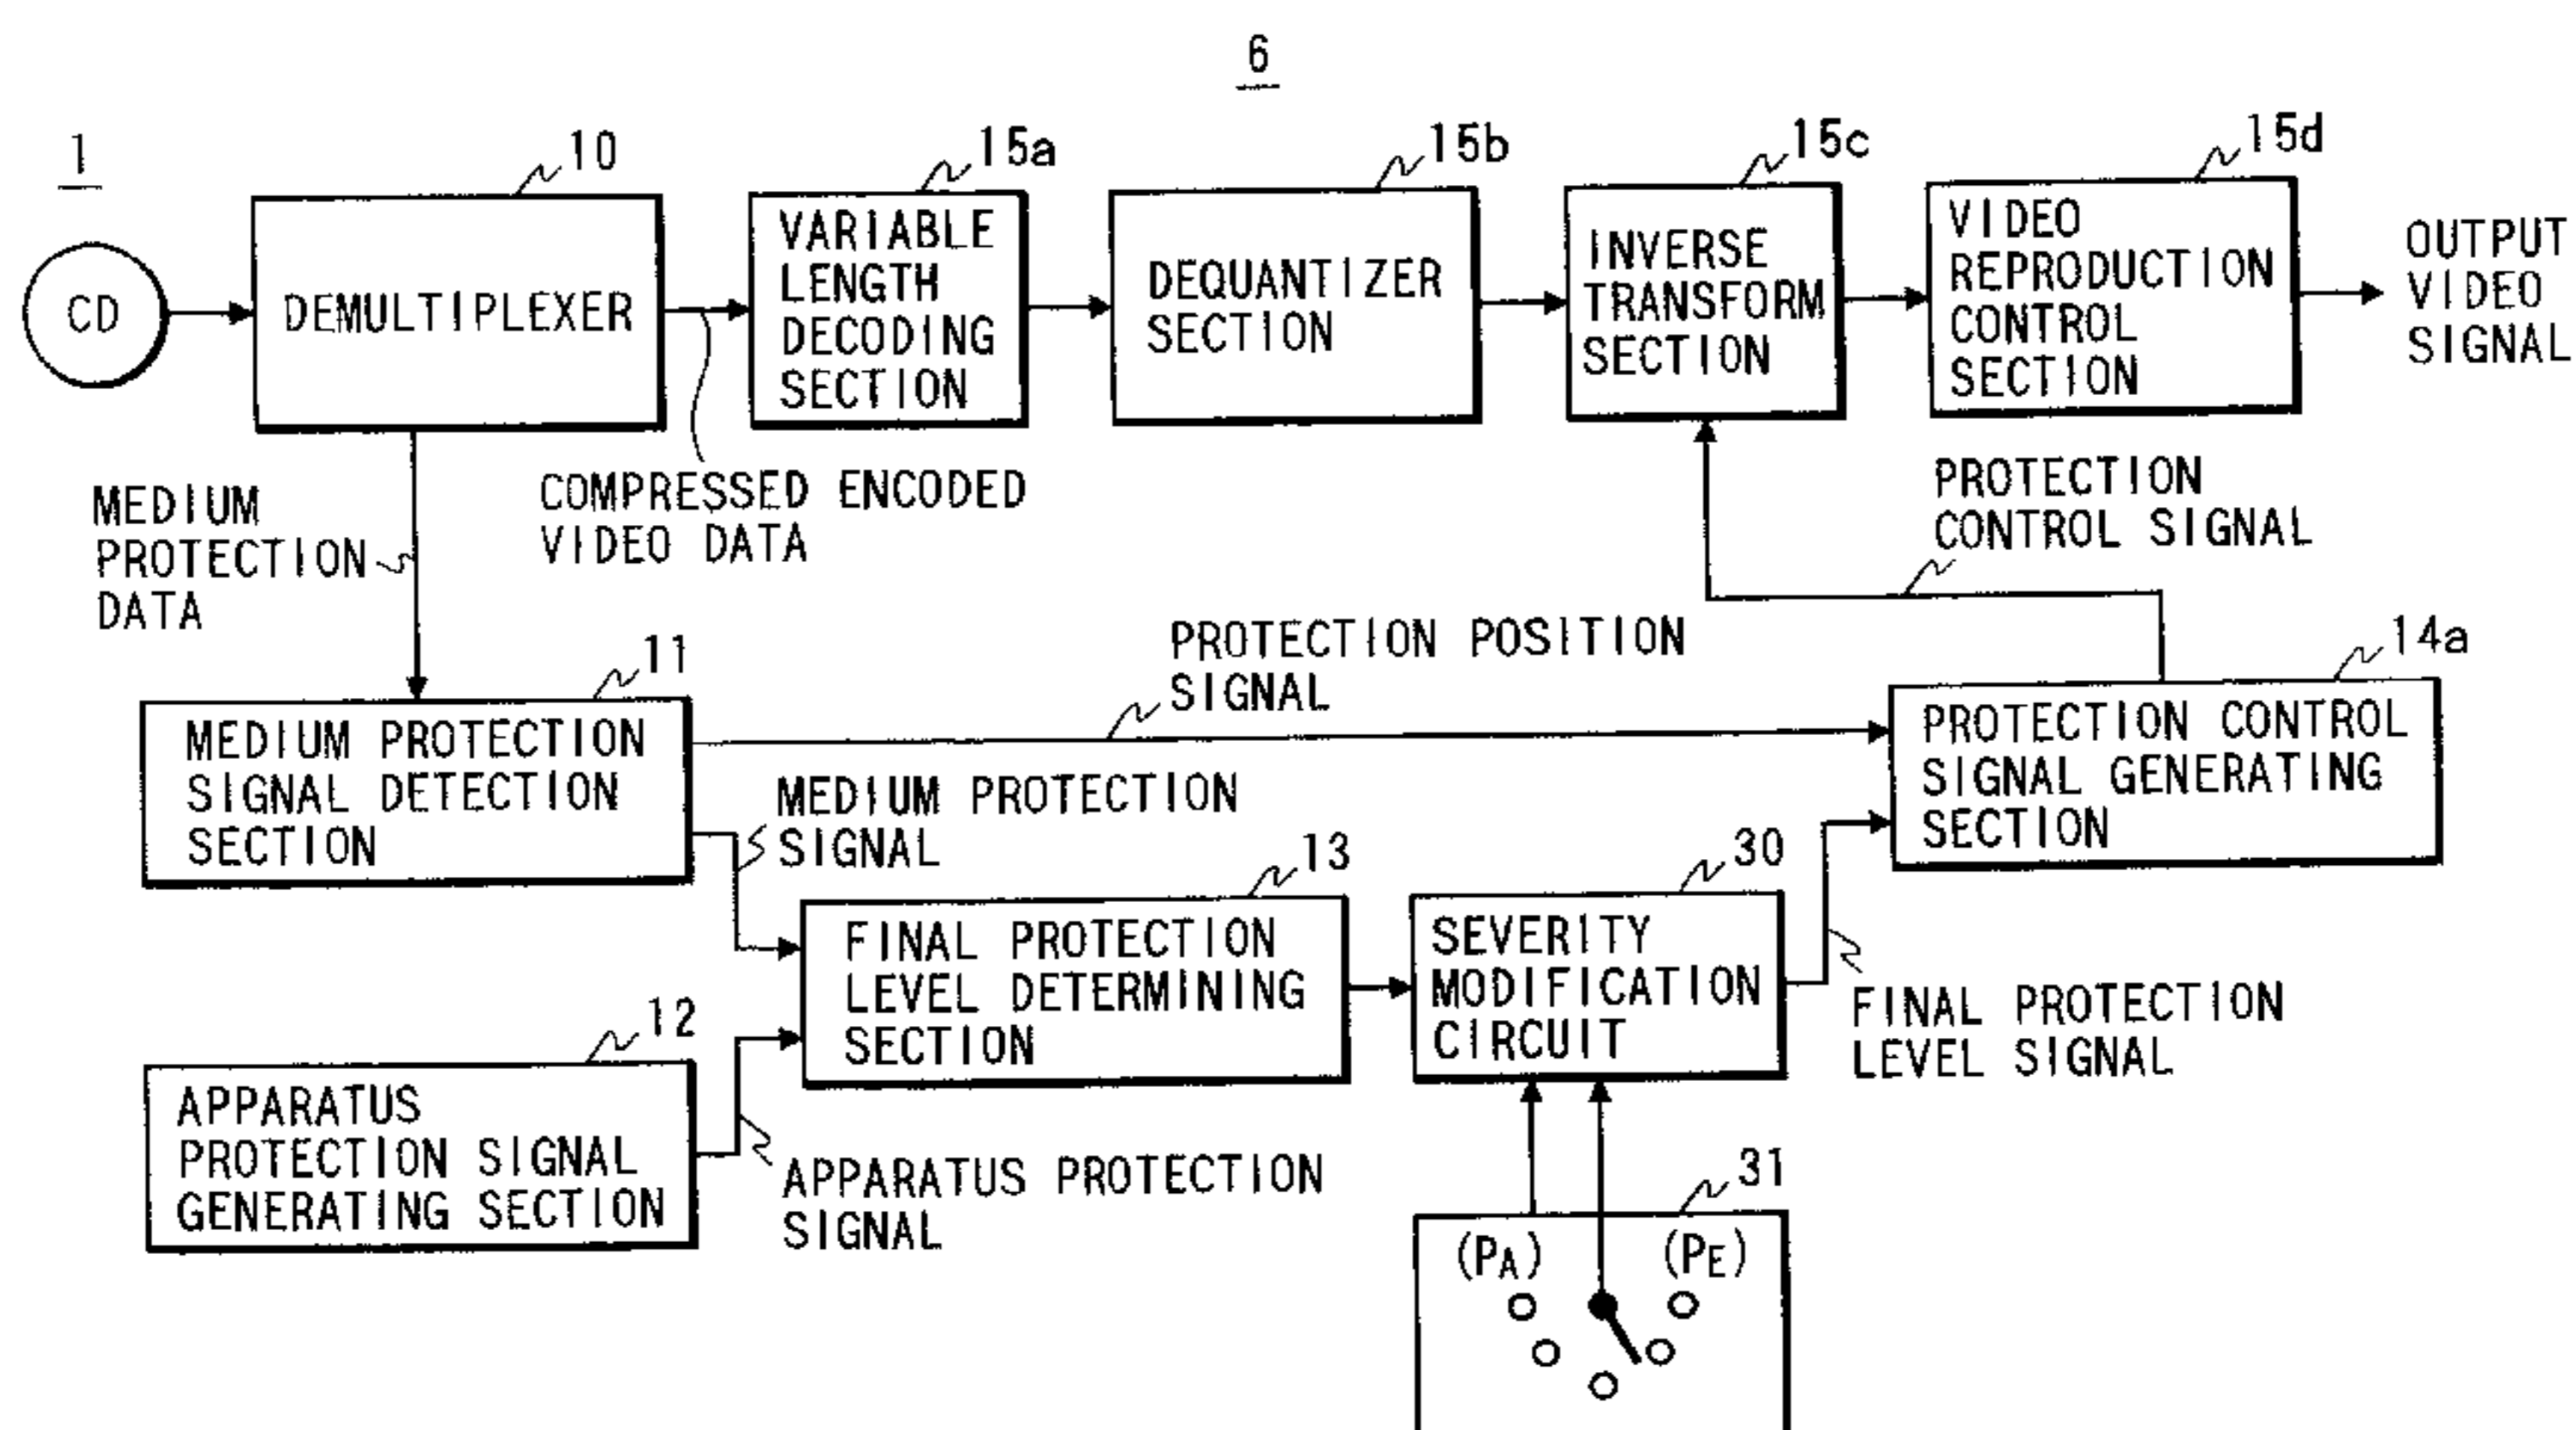 6
1
10
15a
15b
15c
15d
CD
DEMULTIPLEXER
VARIABLE
LENGTH
DECODING
SECTION
DEQUANTIZER
SECTION
INVERSE
TRANSFORM
SECTION
VIDEO
REPRODUCTION
CONTROL
SECTION
OUTPUT
VIDEO
SIGNAL
MEDIUM
PROTECTION
DATA
COMPRESSED ENCODED
VIDEO DATA
PROTECTION
CONTROL SIGNAL
11
PROTECTION POSITION
SIGNAL
14a
MEDIUM PROTECTION
SIGNAL DETECTION
SECTION
MEDIUM PROTECTION
SIGNAL
PROTECTION CONTROL
SIGNAL GENERATING
SECTION
13
30
FINAL PROTECTION
LEVEL DETERMINING
SECTION
SEVERITY
MODIFICATION
CIRCUIT
FINAL PROTECTION
LEVEL SIGNAL
12
APPARATUS
PROTECTION SIGNAL
GENERATING SECTION
APPARATUS PROTECTION
SIGNAL
31
(PA) (PE)